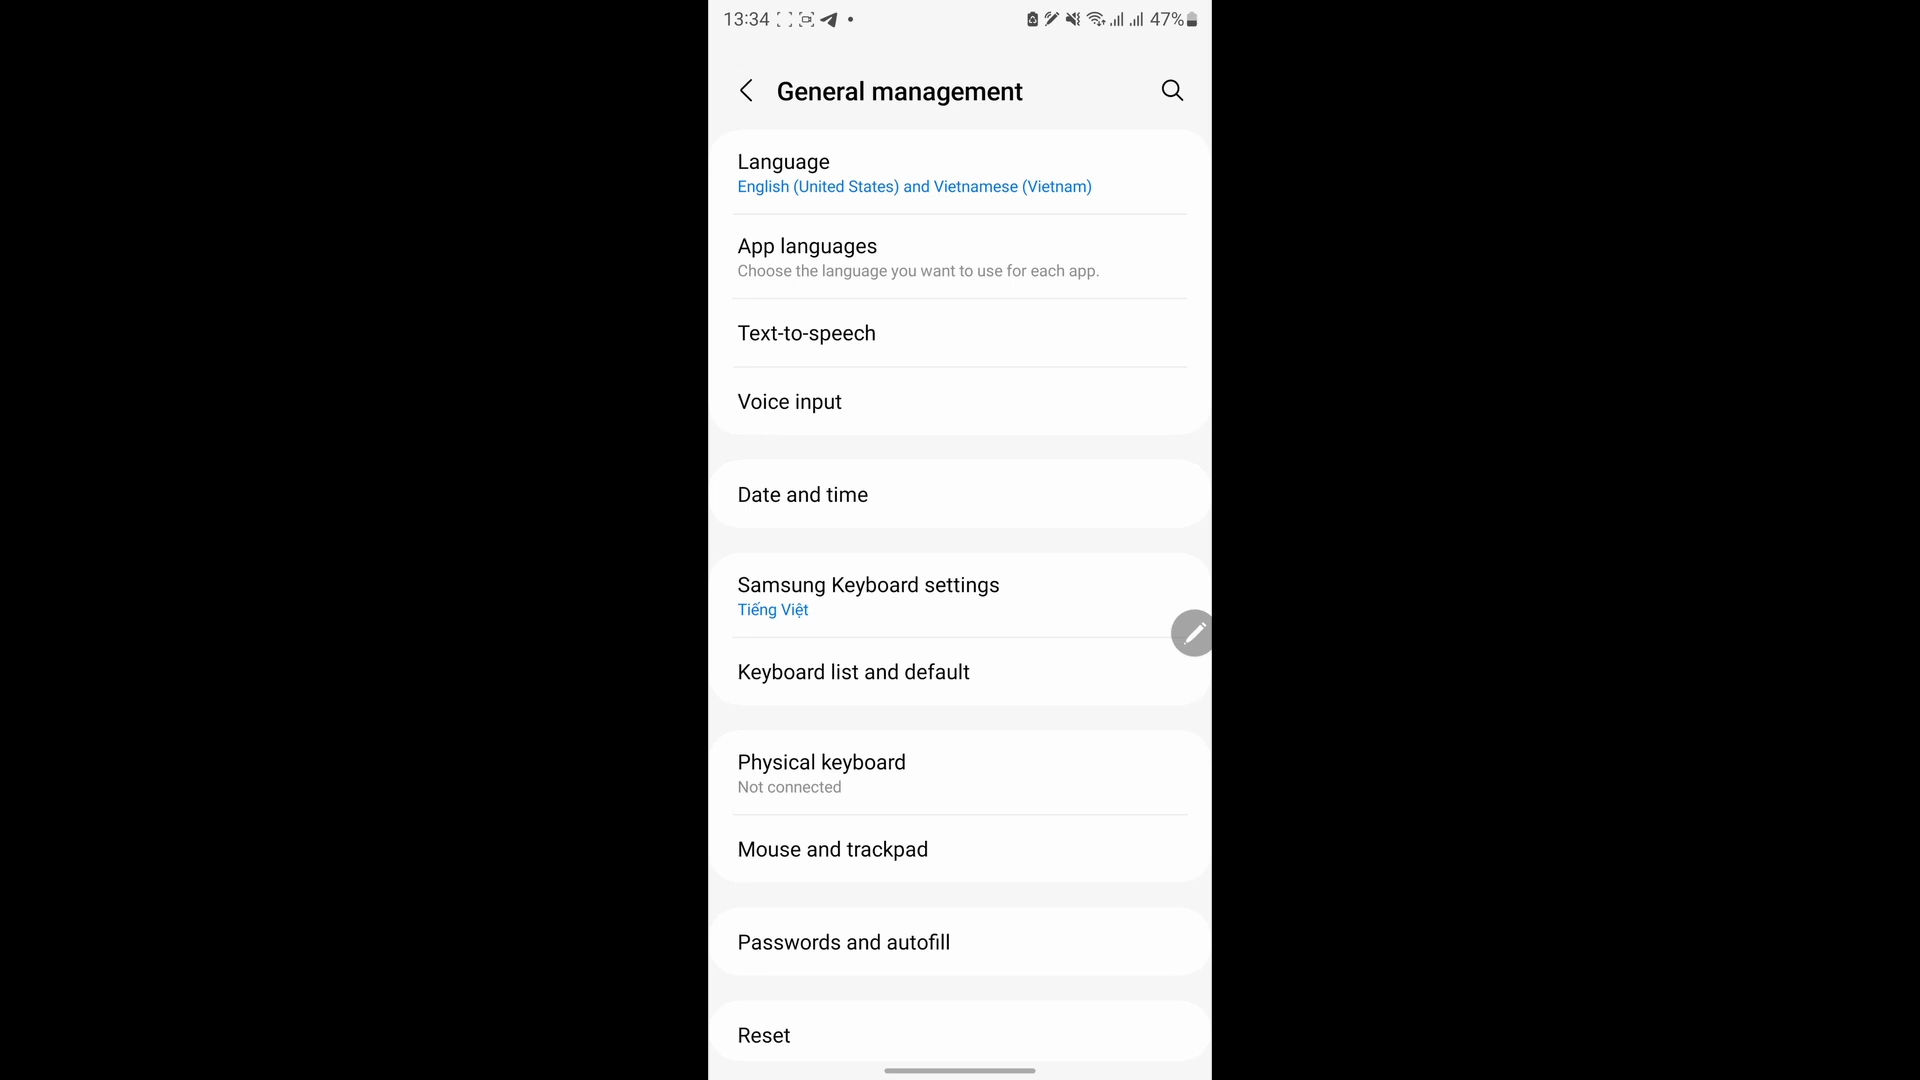 13:34
47%
General management
Language
English (United States) and Vietnamese (Vietnam)
App languages
Choose the language you want to use for each app.
Text-to-speech
Voice input
Date and time
Samsung Keyboard settings
Tiếng Việt
Keyboard list and default
Physical keyboard
Not connected
Mouse and trackpad
Passwords and autofill
Reset